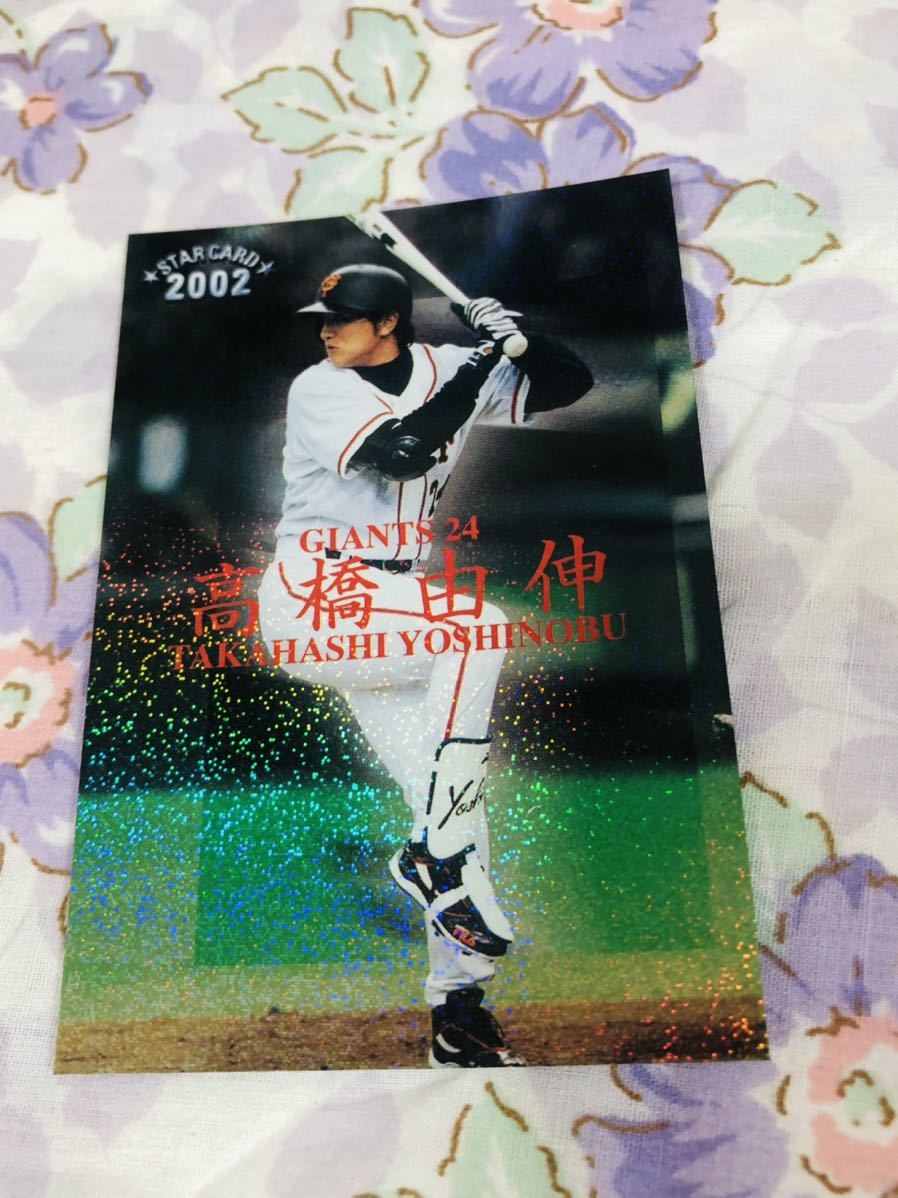 ★STAR CARD★
2002
GIANTS 24
高橋由伸
TAKAHASHI YOSHINOBU